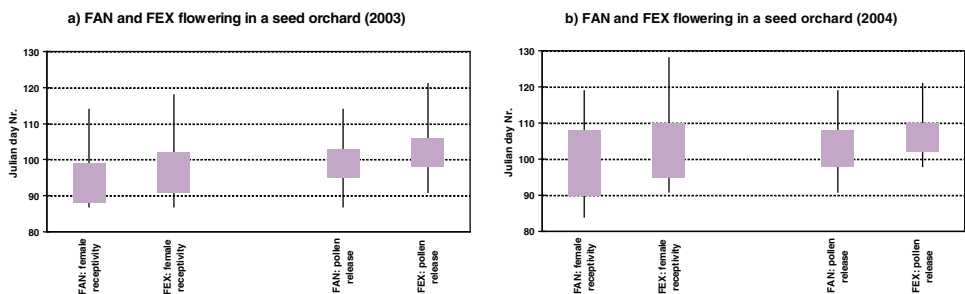 a) FAN and FEX flowering in a seed orchard (2003)
130
120
110
100
90
80
Julian day Nr.
FAN: female
receptivity
FEX: female
receptivity
FAN: pollen
release
FEX: pollen
release
b) FAN and FEX flowering in a seed orchard (2004)
130
120
110
100
90
80
Julian day Nr.
FAN: female
receptivity
FEX: female
receptivity
FAN: pollen
release
FEX: pollen
release